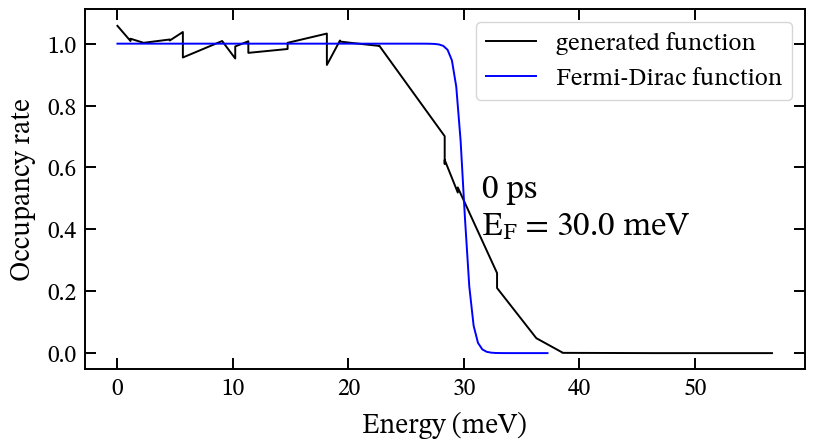 generated function
Fermi-Dirac function
1.0
0.8
0.6
0.4
0.2
0.0
Occupancy rate
0 ps
E_F = 30.0 meV
0 10 20 30 40 50
Energy (meV)